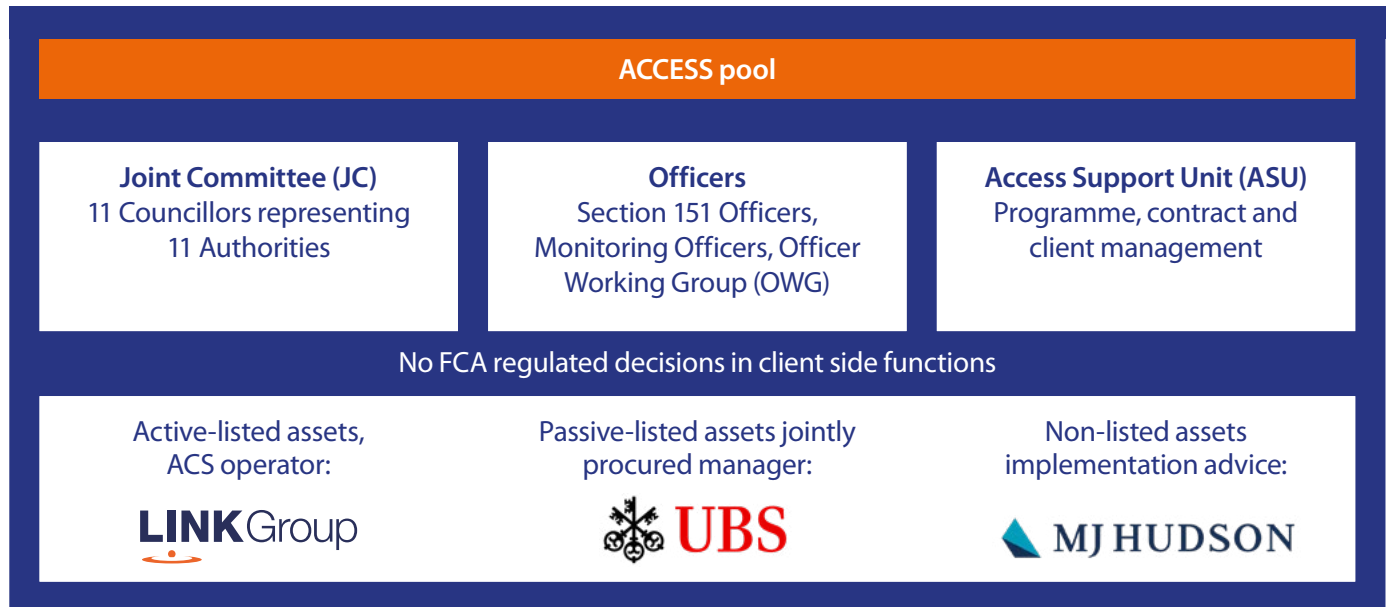 ACCESS pool
Joint Committee (JC)
11 Councillors representing
11 Authorities
Officers
Section 151 Officers,
Monitoring Officers, Officer
Working Group (OWG)
Access Support Unit (ASU)
Programme, contract and
client management
No FCA regulated decisions in client side functions
Active-listed assets,
ACS operator:
LINKGroup
Passive-listed assets jointly
procured manager:
UBS
Non-listed assets
implementation advice:
MJ HUDSON